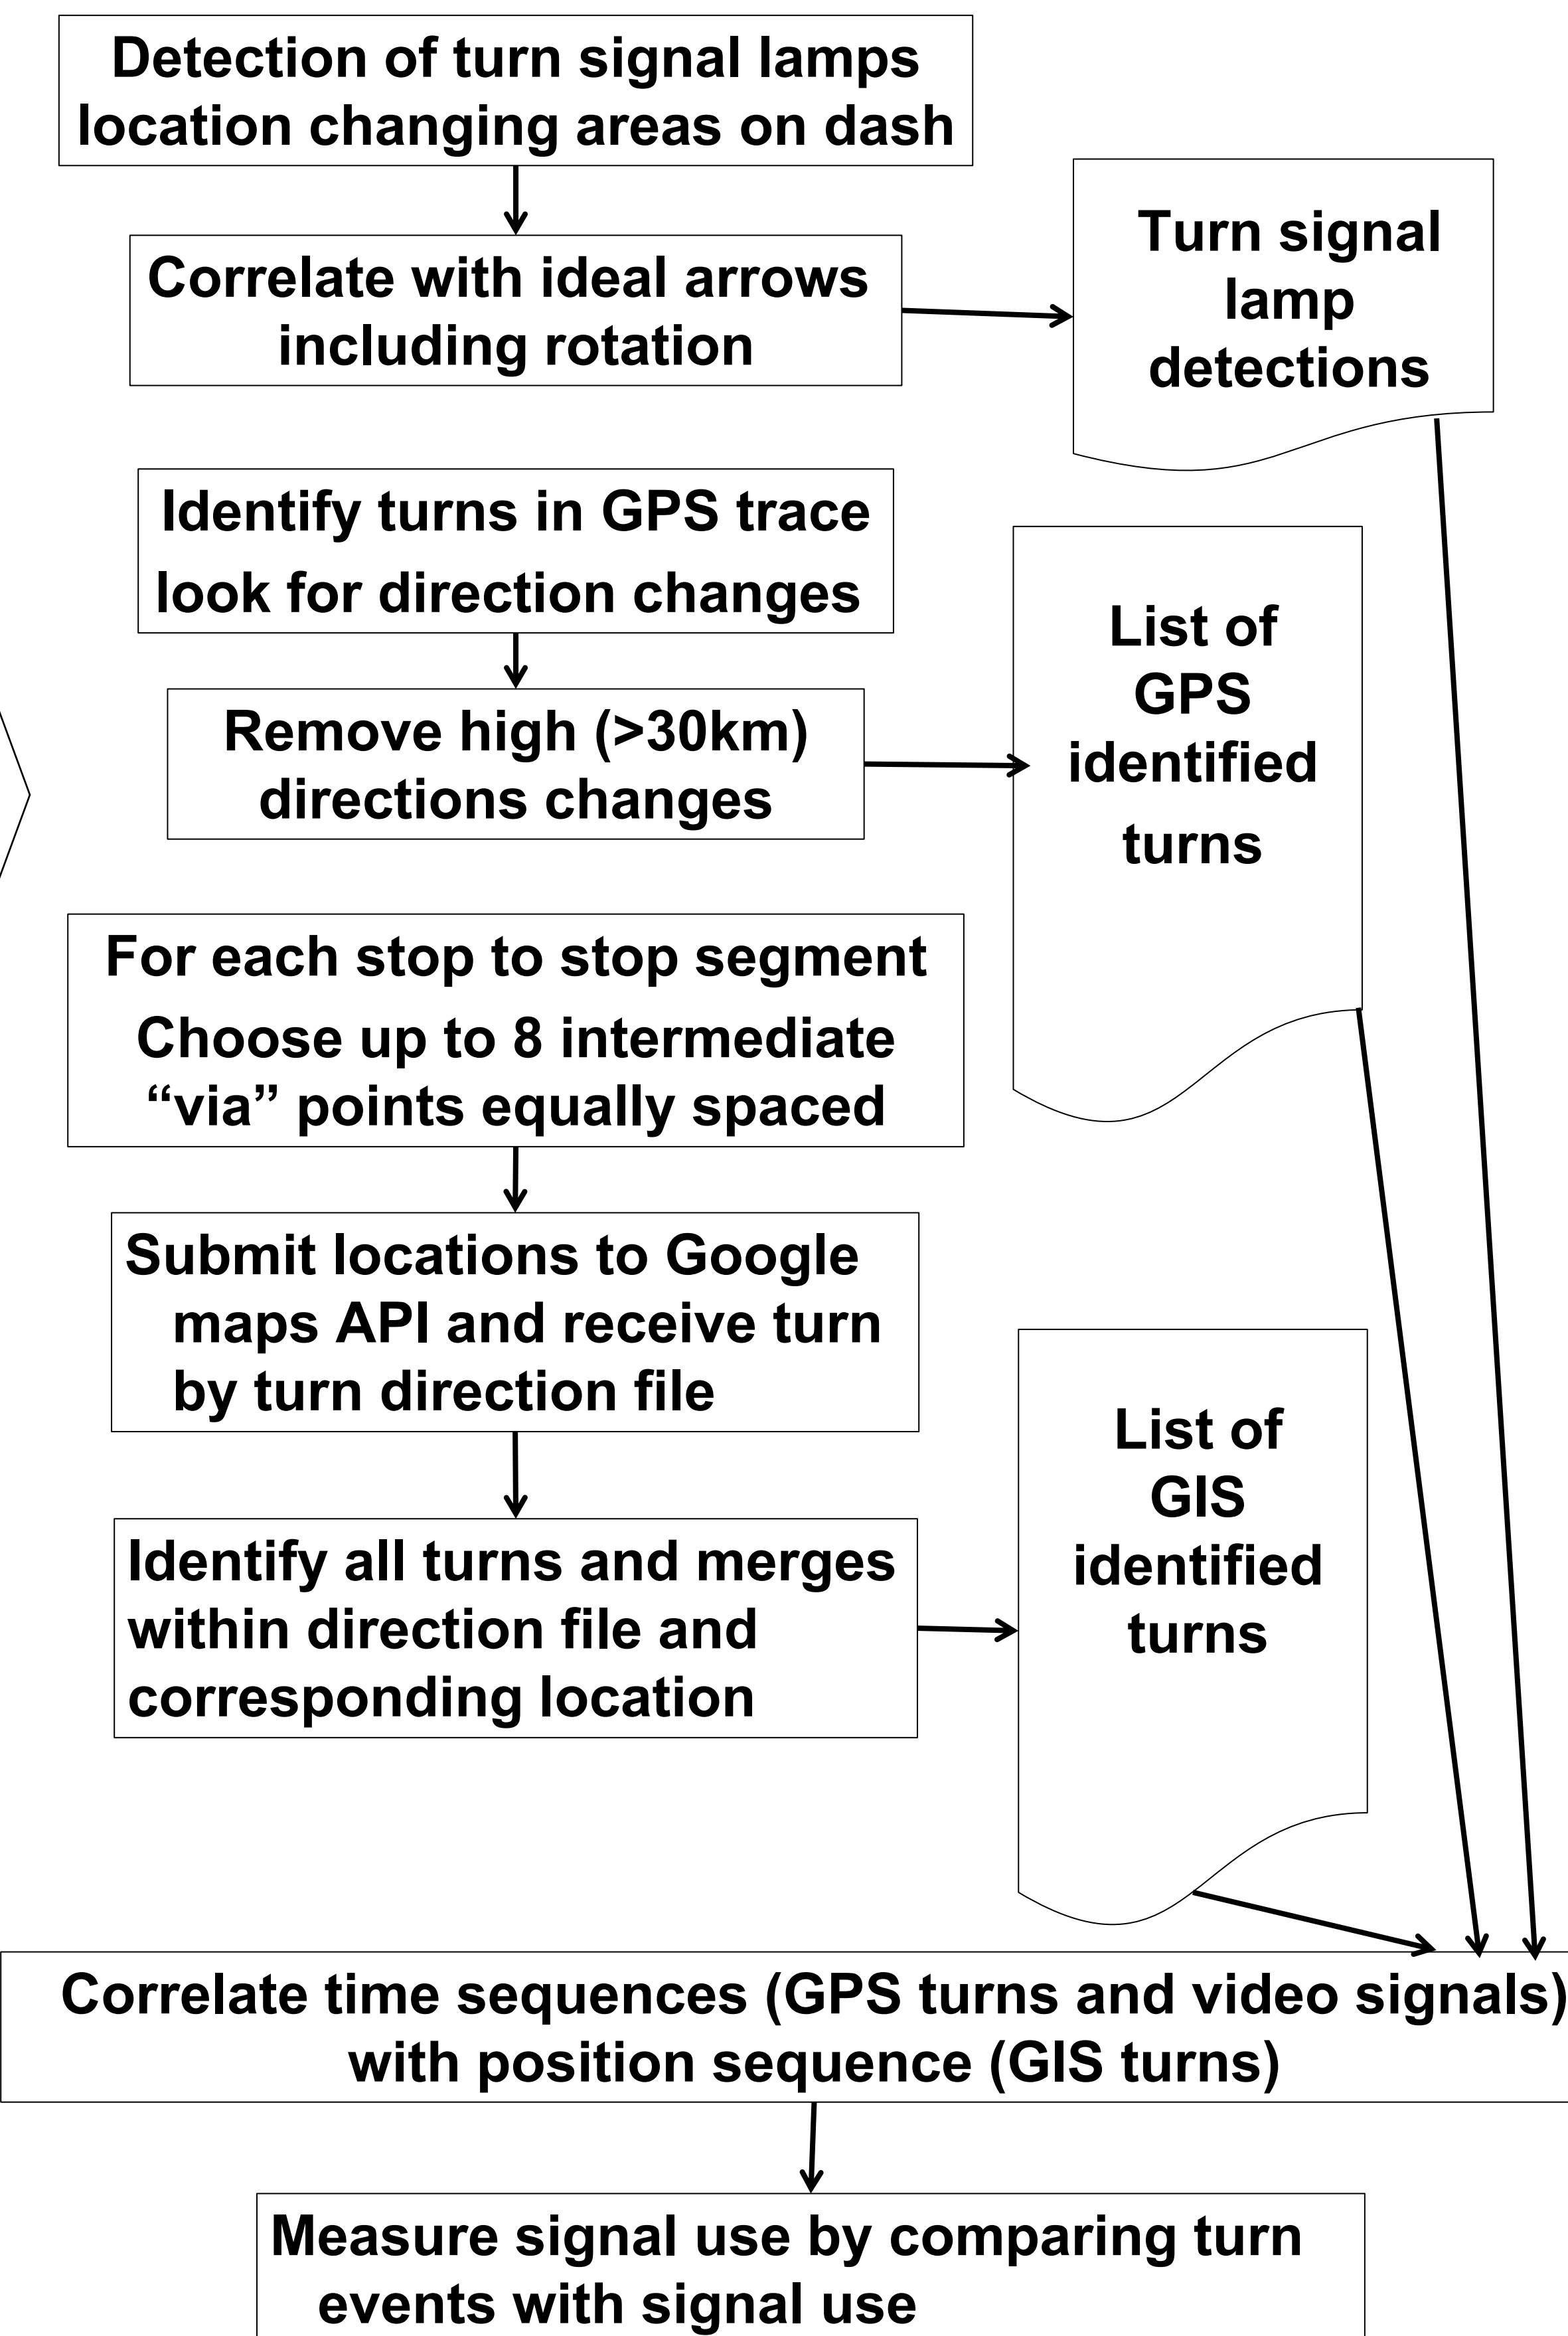 Detection of turn signal lamps
location changing areas on dash
Correlate with ideal arrows
including rotation
Turn signal
lamp
detections
Identify turns in GPS trace
look for direction changes
Remove high (>30km)
directions changes
List of
GPS
identified
turns
For each stop to stop segment
Choose up to 8 intermediate
“via” points equally spaced
Submit locations to Google
maps API and receive turn
by turn direction file
Identify all turns and merges
within direction file and
corresponding location
List of
GIS
identified
turns
Correlate time sequences (GPS turns and video signals)
with position sequence (GIS turns)
Measure signal use by comparing turn
events with signal use